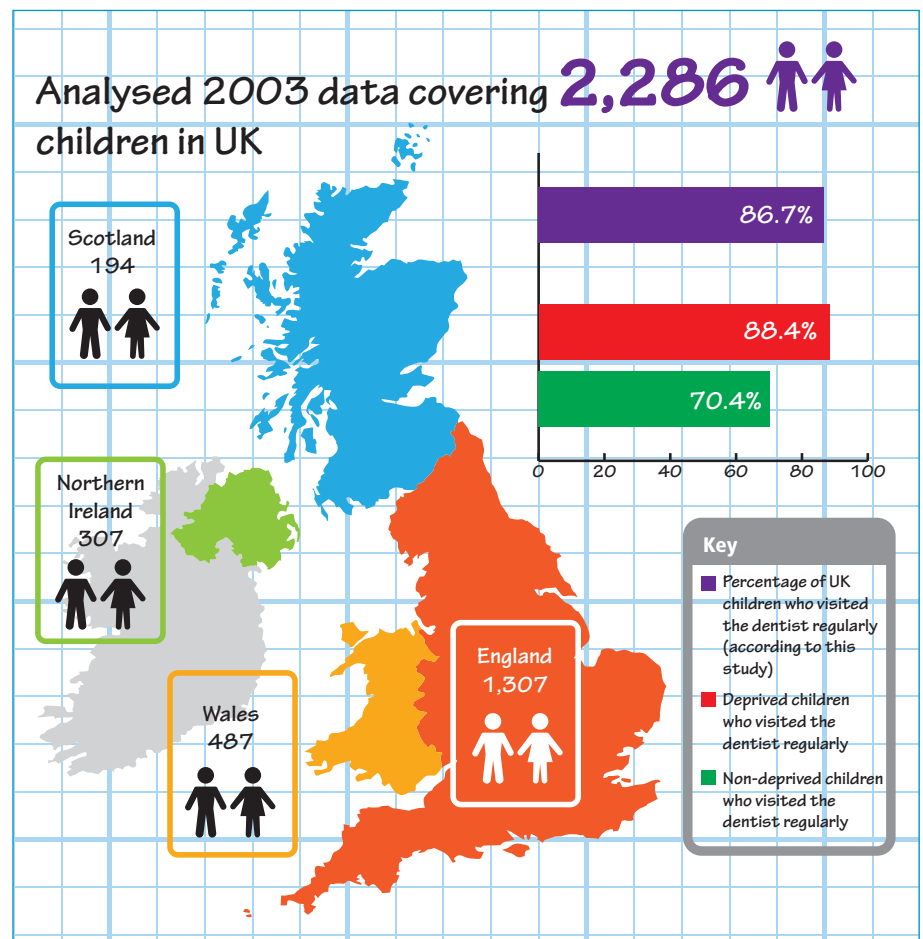 Analysed 2003 data covering 2,286
children in UK
Scotland
194
86.7%
88.4%
70.4%
0 20 40 60 80 100
Northern
Ireland
307
Wales
487
England
1,307
Key
Percentage of UK
children who visited
the dentist regularly
(according to this
study)
Deprived children
who visited the
dentist regularly
Non-deprived children
who visited the
dentist regularly